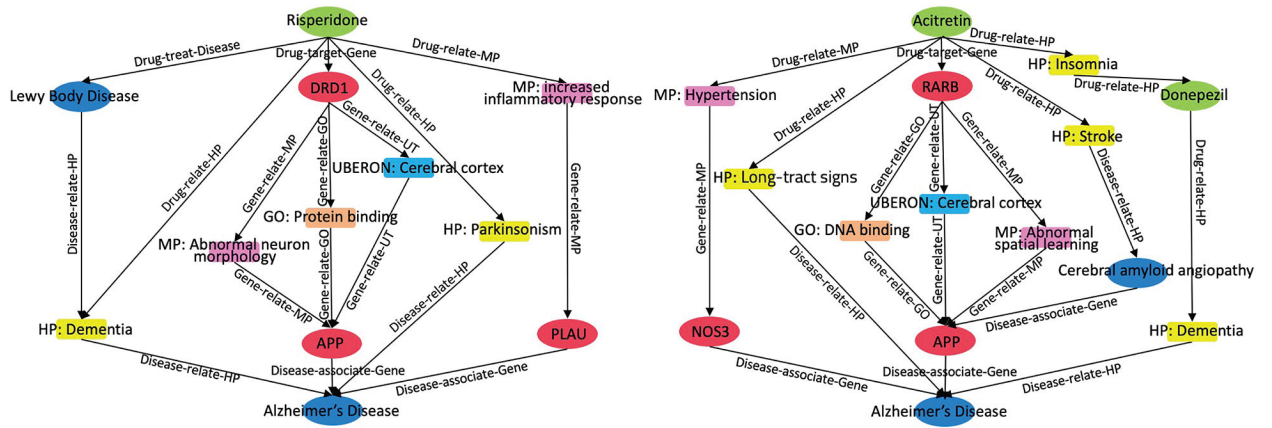 Risperidone
Drug-treat-Disease
Drug-target-Gene
Drug-relate-MP
Lewy Body Disease
DRD1
Drug-relate-HP
MP: increased
inflammatory response
Gene-relate-MP
Gene-relate-GO
Gene-relate-UT
UBERON: Cerebral cortex
Disease-relate-HP
Drug-relate-HP
Gene-relate-MP
GO: Protein binding
HP: Parkinsonism
MP: Abnormal neuron
morphology
Gene-relate-GO
Gene-relate-UT
Gene-relate-MP
Disease-relate-HP
HP: Dementia
APP
PLAU
Disease-relate-HP
Disease-associate-Gene
Disease-associate-Gene
Alzheimer's Disease
Acitretin
Drug-relate-MP
Drug-target-Gene
Drug-relate-HP
HP: Insomnia
Drug-relate-HP
MP: Hypertension
Drug-relate-HP
RARB
Drug-relate-HP
Donepezil
HP: Stroke
Gene-relate-GO
Gene-relate-UT
Gene-relate-MP
Gene-relate-MP
HP: Long-tract signs
Disease-relate-HP
Drug-relate-HP
UBERON: Cerebral cortex
GO: DNA binding
MP: Abnormal
spatial learning
Cerebral amyloid angiopathy
Disease-relate-HP
Gene-relate-GO
Gene-relate-UT
Gene-relate-MP
Disease-associate-Gene
NOS3
APP
HP: Dementia
Disease-associate-Gene
Disease-associate-Gene
Disease-relate-HP
Alzheimer's Disease